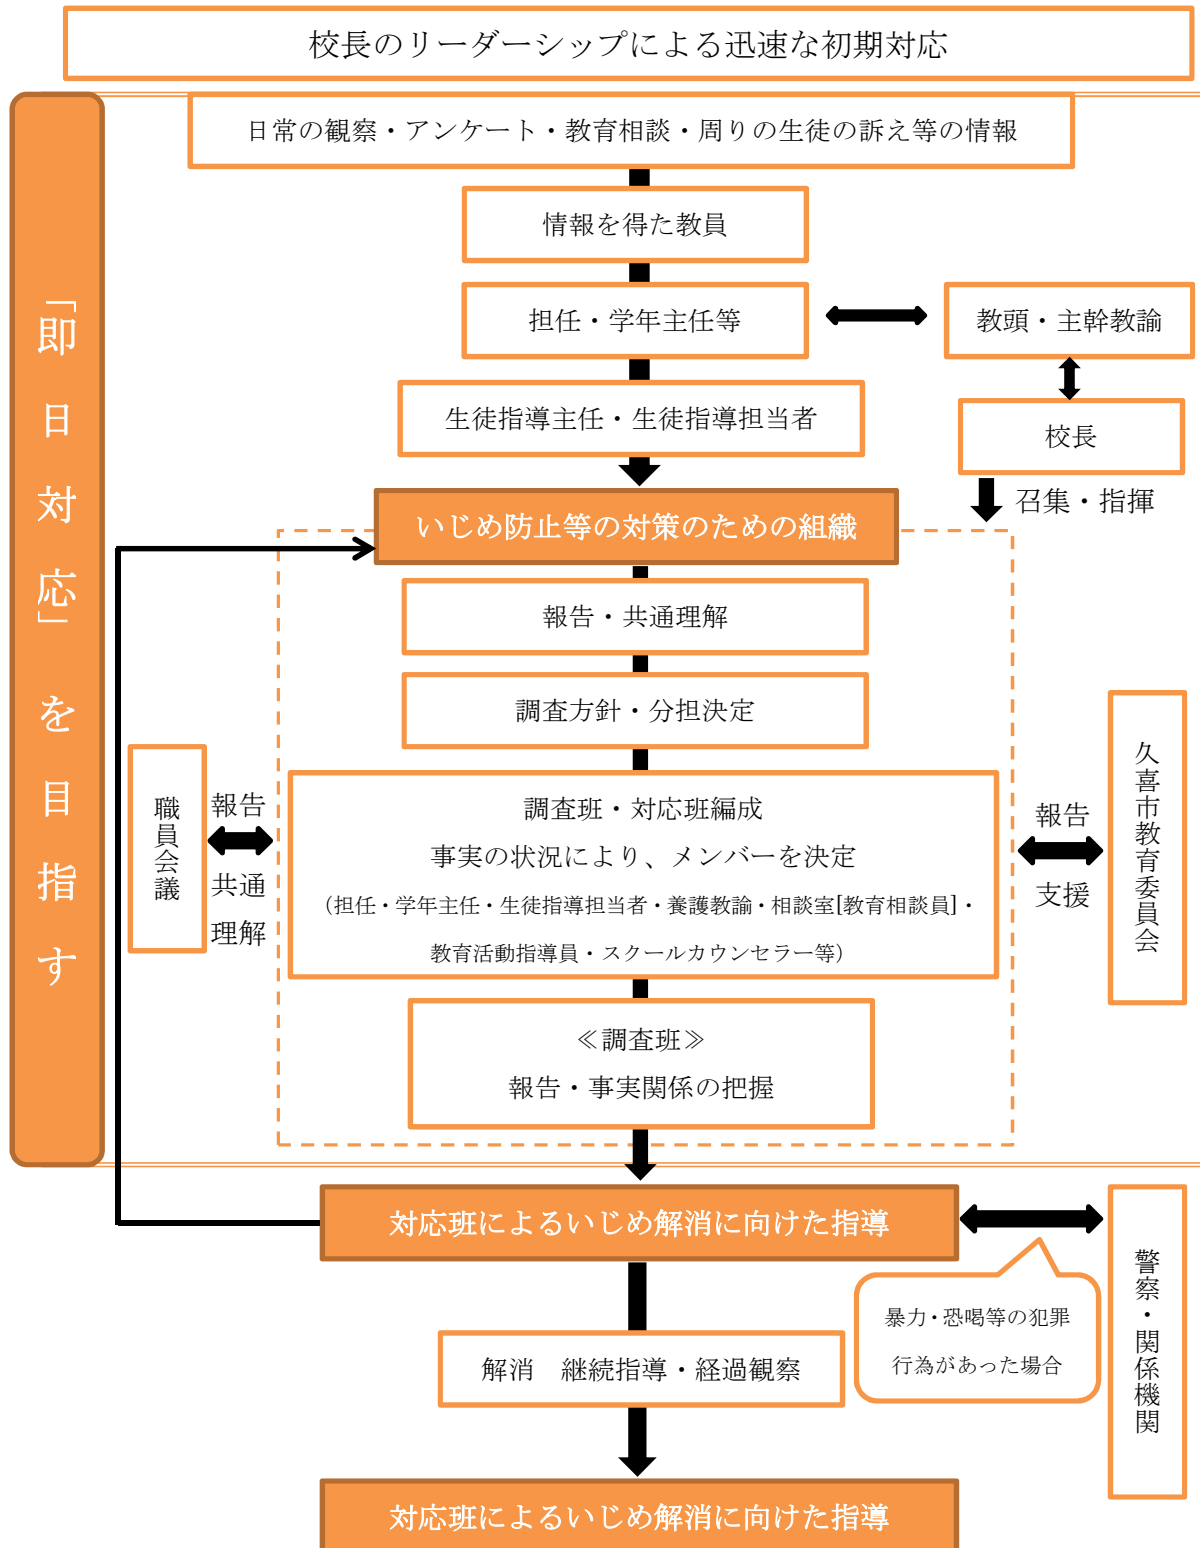 校長のリーダーシップによる迅速な初期対応
「即日対応」を目指す
日常の観察・アンケート・教育相談・周りの生徒の訴え等の情報
情報を得た教員
担任・学年主任等
教頭・主幹教諭
生徒指導主任・生徒指導担当者
校長
召集・指揮
いじめ防止等の対策のための組織
報告・共通理解
調査方針・分担決定
職員会議
報告
共通
理解
調査班・対応班編成
事実の状況により、メンバーを決定
（担任・学年主任・生徒指導担当者・養護教諭・相談室[教育相談員]・
教育活動指導員・スクールカウンセラー等）
報告
支援
久喜市教育委員会
≪調査班≫
報告・事実関係の把握
対応班によるいじめ解消に向けた指導
警察・関係機関
暴力・恐喝等の犯罪
行為があった場合
解消　継続指導・経過観察
対応班によるいじめ解消に向けた指導